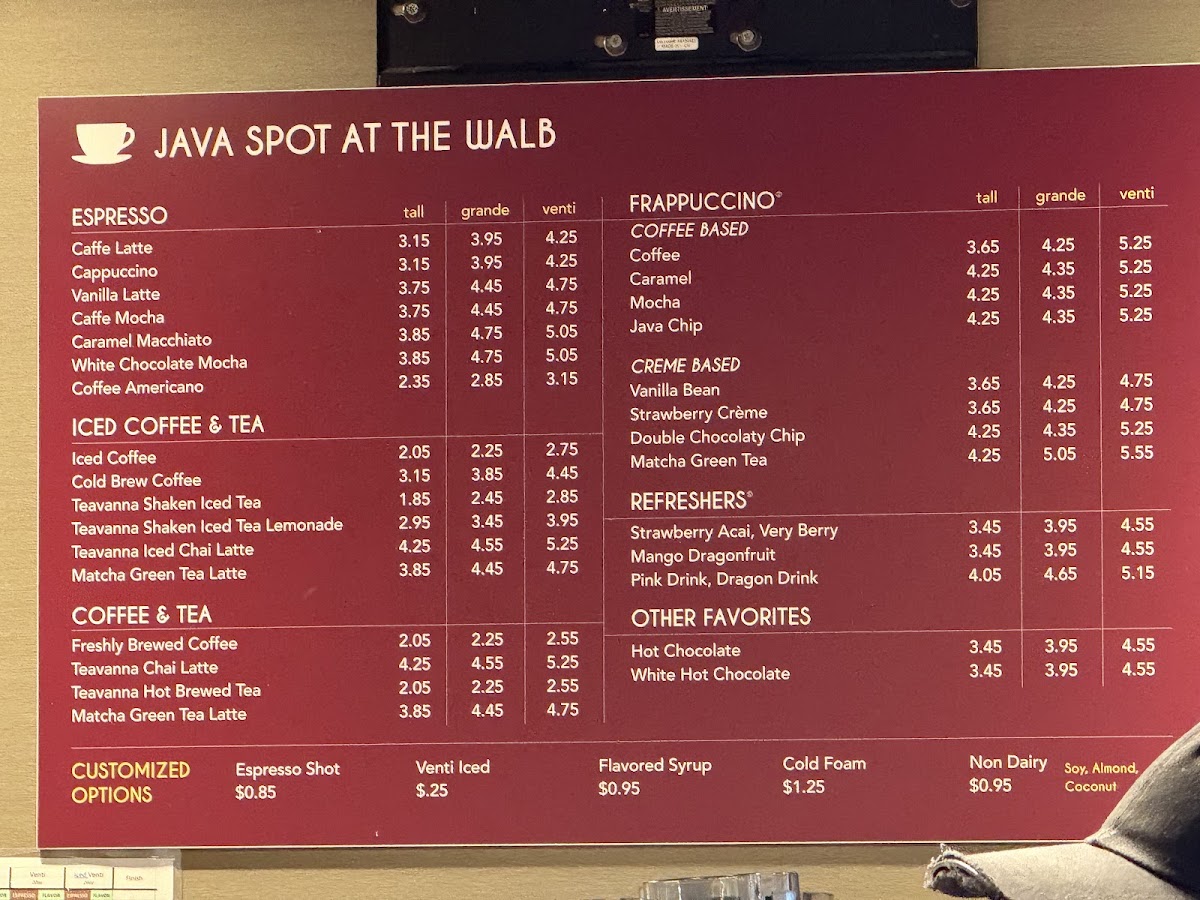 AVERTISSEMENT
JAVA SPOT AT THE WALB
ESPRESSO tall grande venti
Caffe Latte 3.15 3.95 4.25
Cappuccino 3.15 3.95 4.25
Vanilla Latte 3.75 4.45 4.75
Caffe Mocha 3.75 4.45 4.75
Caramel Macchiato 3.85 4.75 5.05
White Chocolate Mocha 3.85 4.75 5.05
Coffee Americano 2.35 2.85 3.15
ICED COFFEE & TEA
Iced Coffee 2.05 2.25 2.75
Cold Brew Coffee 3.15 3.85 4.45
Teavanna Shaken Iced Tea 1.85 2.45 2.85
Teavanna Shaken Iced Tea Lemonade 2.95 3.45 3.95
Teavanna Iced Chai Latte 4.25 4.55 5.25
Matcha Green Tea Latte 3.85 4.45 4.75
COFFEE & TEA
Freshly Brewed Coffee 2.05 2.25 2.55
Teavanna Chai Latte 4.25 4.55 5.25
Teavanna Hot Brewed Tea 2.05 2.25 2.55
Matcha Green Tea Latte 3.85 4.45 4.75
FRAPPUCCINO® tall grande venti
COFFEE BASED
Coffee 3.65 4.25 5.25
Caramel 4.25 4.35 5.25
Mocha 4.25 4.35 5.25
Java Chip 4.25 4.35 5.25
CREME BASED
Vanilla Bean 3.65 4.25 4.75
Strawberry Crème 3.65 4.25 4.75
Double Chocolaty Chip 4.25 4.35 5.25
Matcha Green Tea 4.25 5.05 5.55
REFRESHERS®
Strawberry Acai, Very Berry 3.45 3.95 4.55
Mango Dragonfruit 3.45 3.95 4.55
Pink Drink, Dragon Drink 4.05 4.65 5.15
OTHER FAVORITES
Hot Chocolate 3.45 3.95 4.55
White Hot Chocolate 3.45 3.95 4.55
CUSTOMIZED OPTIONS
Espresso Shot $0.85
Venti Iced $.25
Flavored Syrup $0.95
Cold Foam $1.25
Non Dairy $0.95
Soy, Almond,
Coconut
Venti Iced Venti Finish
ESPRESSO FLAVOR ESPRESSO FLAVOR